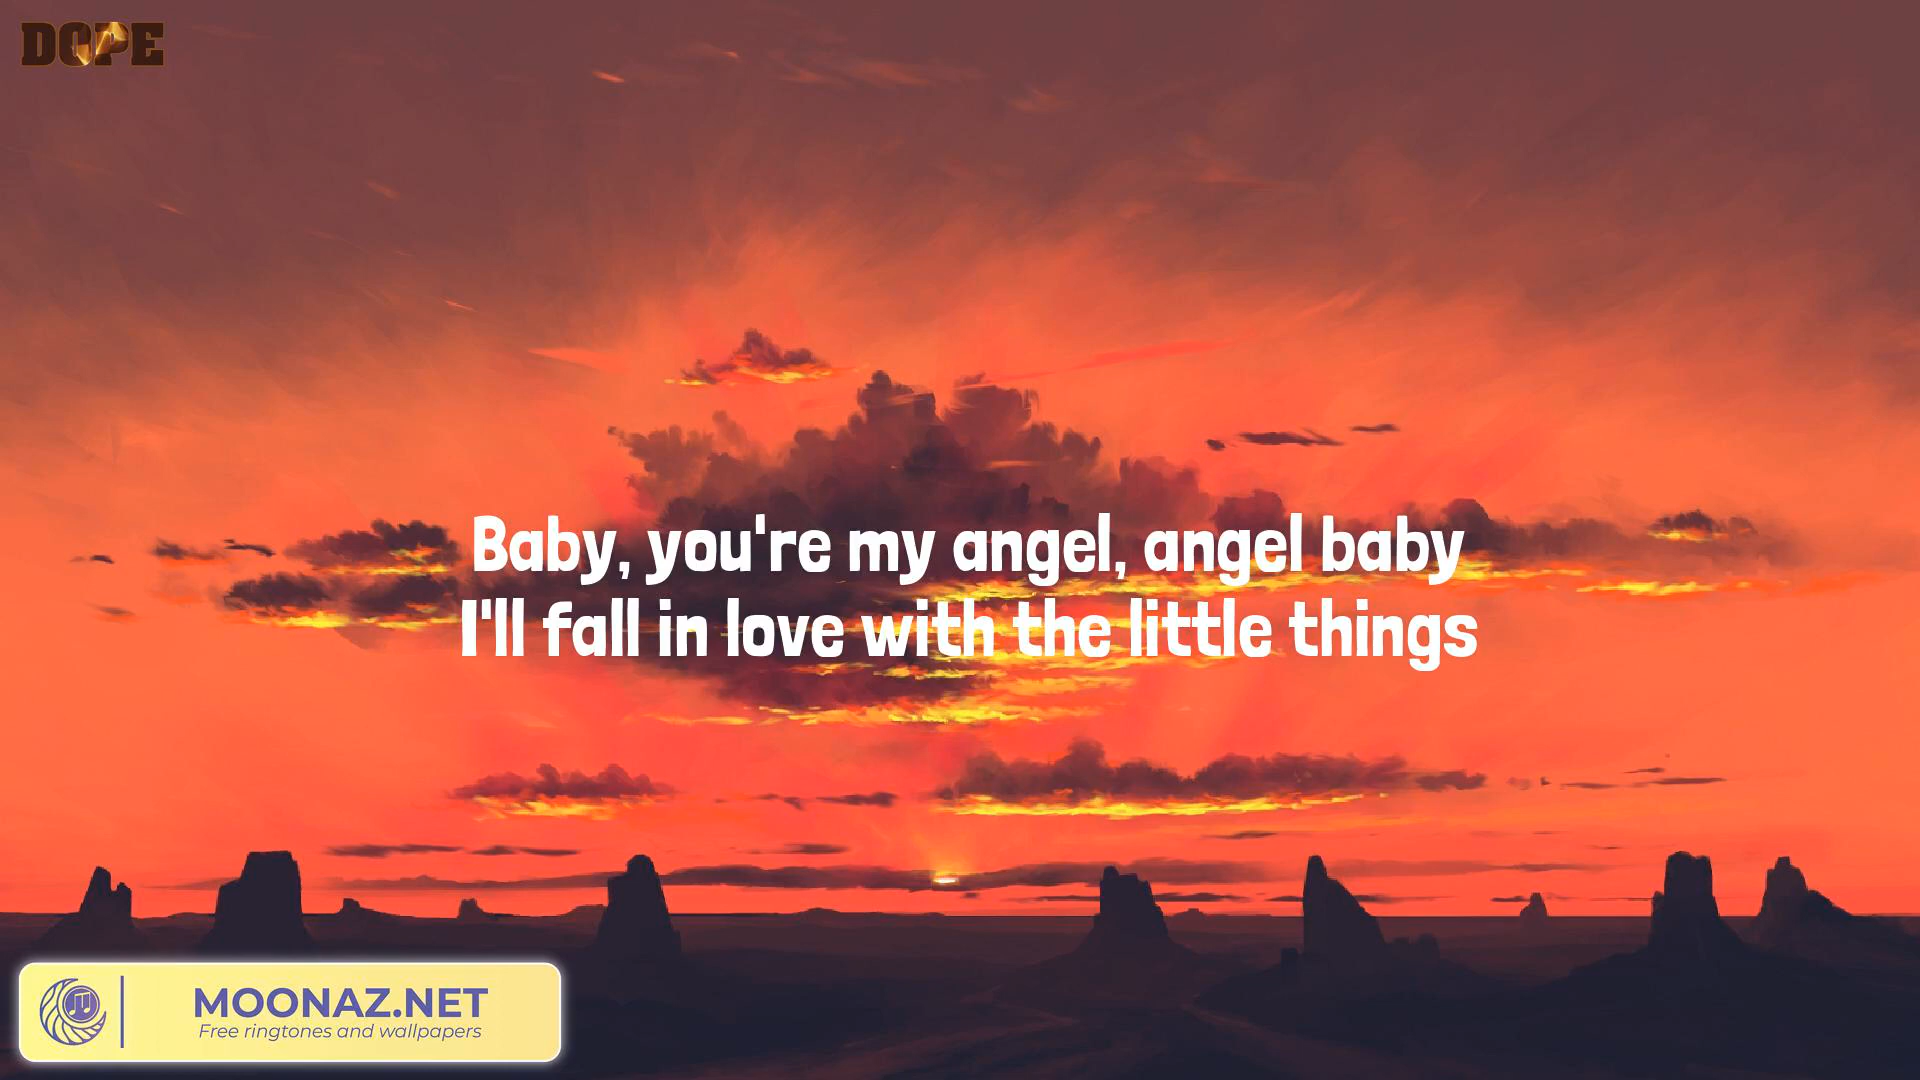 DOPE
Baby, you're my angel, angel baby
I'll fall in love with the little things
MOONAZ.NET
Free ringtones and wallpapers